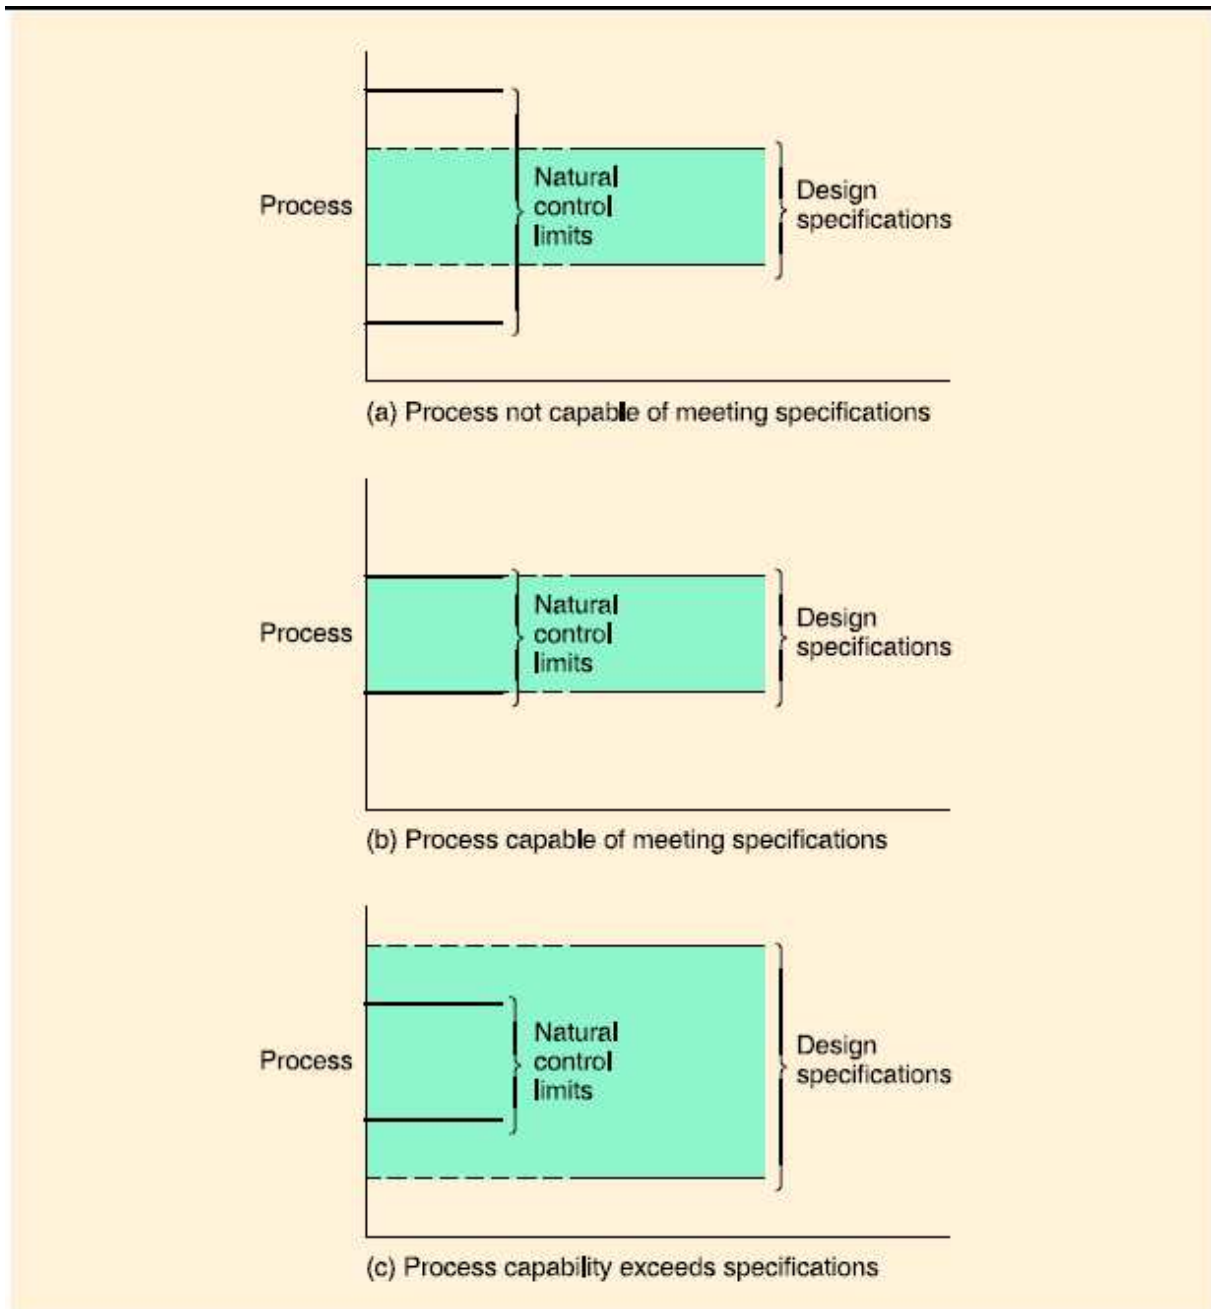 Process
Natural
control
limits
Design
specifications
(a) Process not capable of meeting specifications
Process
Natural
control
limits
Design
specifications
(b) Process capable of meeting specifications
Process
Natural
control
limits
Design
specifications
(c) Process capability exceeds specifications